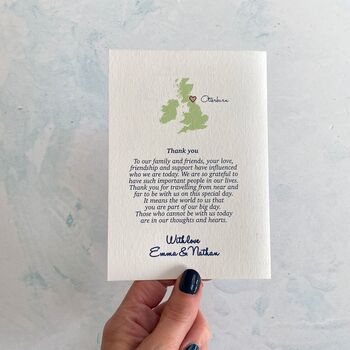 Otterburn
Thank you
To our family and friends, your love,
friendship and support have influenced
who we are today. We are so grateful to
have such important people in our lives.
Thank you for travelling from near and
far to be with us on this special day.
It means the world to us that
you are part of our big day.
Those who cannot be with us today
are in our thoughts and hearts.
With love
Emma & Nathan